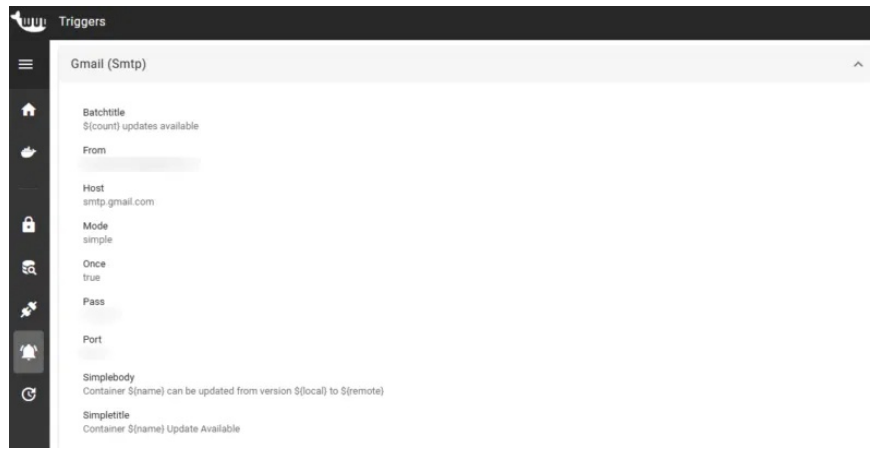 Triggers
Gmail (Smtp)
Batchtitle
${count} updates available
From
Host
smtp.gmail.com
Mode
simple
Once
true
Pass
Port
Simplebody
Container ${name} can be updated from version ${local} to ${remote}
Simpletitle
Container ${name} Update Available